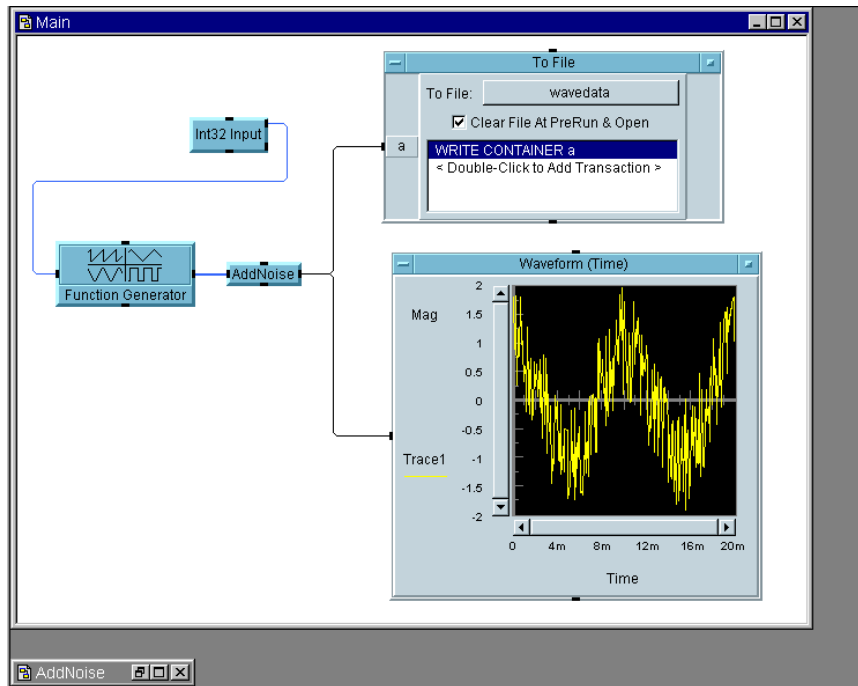 Main
To File
To File: wavedata
Clear File At PreRun & Open
Int32 Input
a
WRITE CONTAINER a
< Double-Click to Add Transaction >
Function Generator
AddNoise
Waveform (Time)
Mag
Trace1
2
1.5
1
0.5
0
-0.5
-1
-1.5
-2
0 4m 8m 12m 16m 20m
Time
AddNoise